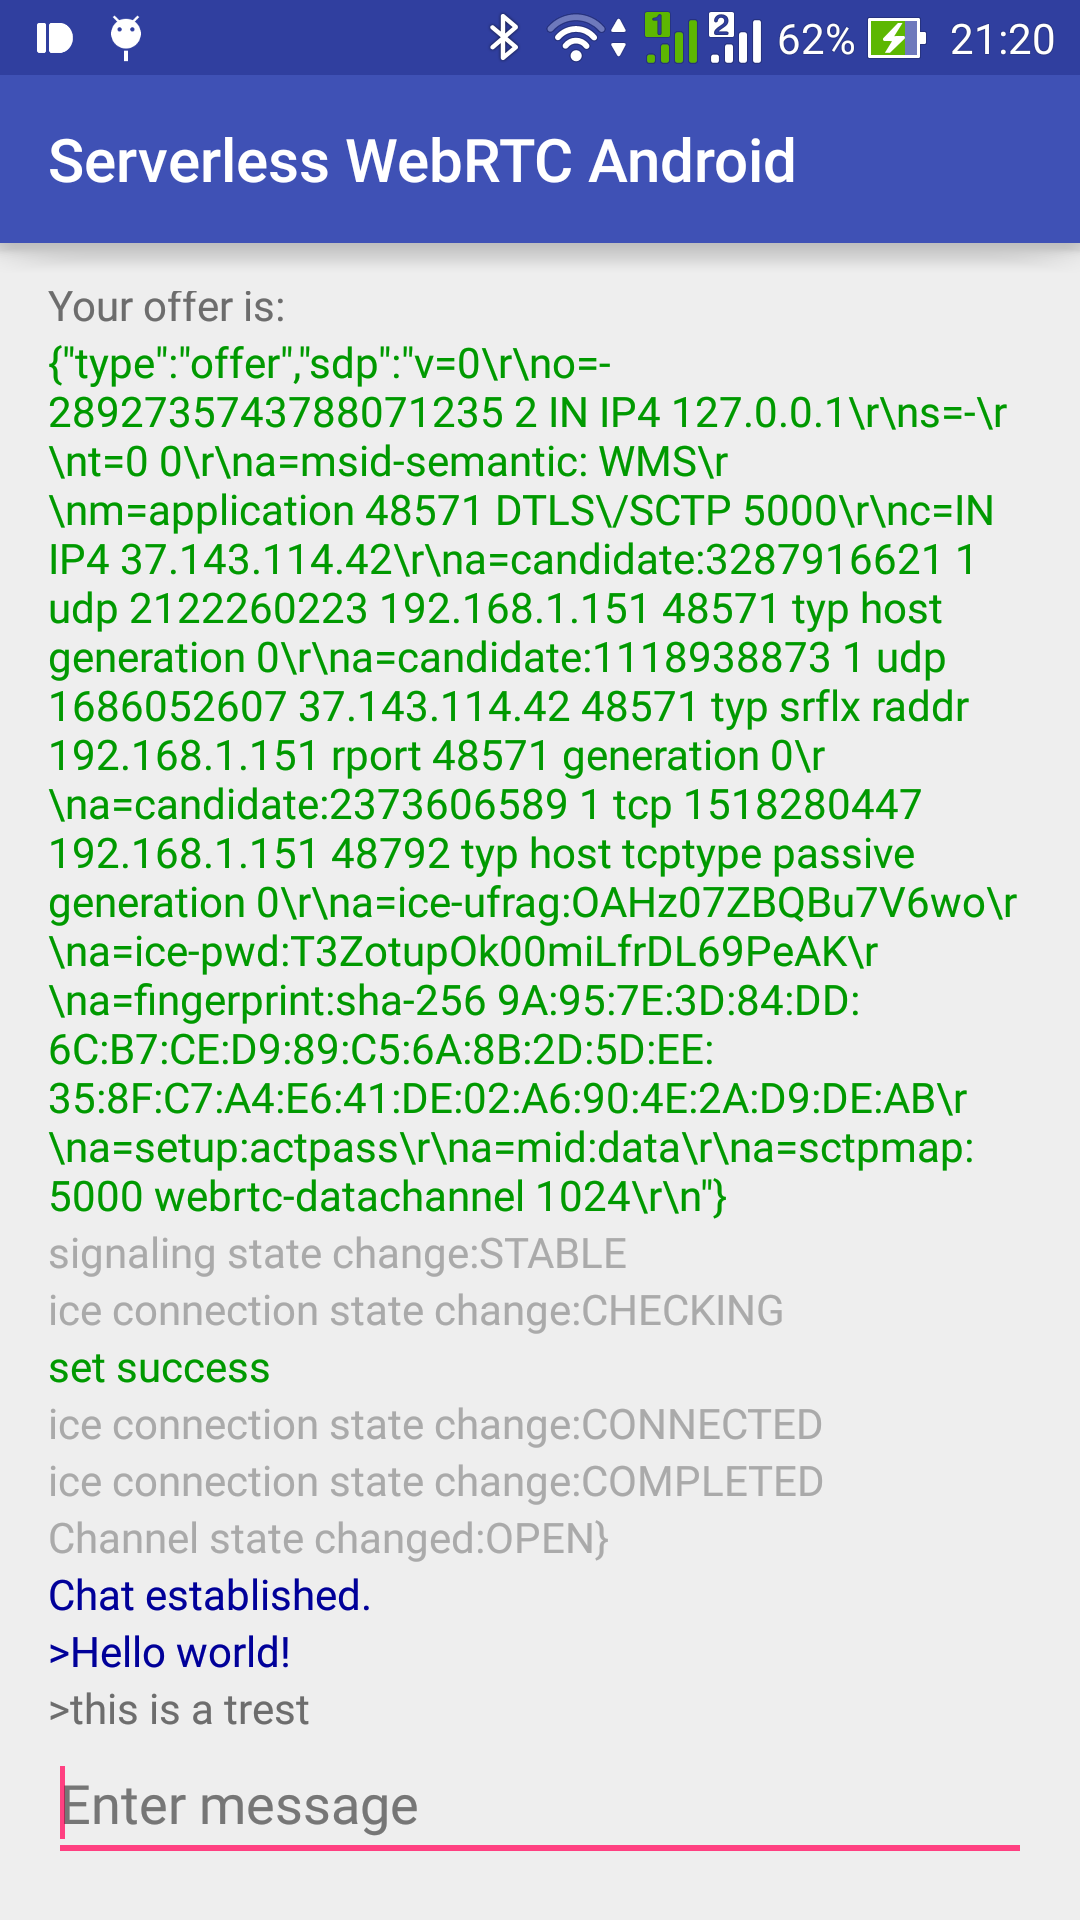 1 2 62% 21:20
Serverless WebRTC Android
Your offer is:
{"type":"offer","sdp":"v=0\r\no=-
2892735743788071235 2 IN IP4 127.0.0.1\r\ns=-\r
\nt=0 0\r\na=msid-semantic: WMS\r
\nm=application 48571 DTLS\/SCTP 5000\r\nc=IN
IP4 37.143.114.42\r\na=candidate:3287916621 1
udp 2122260223 192.168.1.151 48571 typ host
generation 0\r\na=candidate:1118938873 1 udp
1686052607 37.143.114.42 48571 typ srflx raddr
192.168.1.151 rport 48571 generation 0\r
\na=candidate:2373606589 1 tcp 1518280447
192.168.1.151 48792 typ host tcptype passive
generation 0\r\na=ice-ufrag:OAHz07ZBQBu7V6wo\r
\na=ice-pwd:T3ZotupOk00miLfrDL69PeAK\r
\na=fingerprint:sha-256 9A:95:7E:3D:84:DD:
6C:B7:CE:D9:89:C5:6A:8B:2D:5D:EE:
35:8F:C7:A4:E6:41:DE:02:A6:90:4E:2A:D9:DE:AB\r
\na=setup:actpass\r\na=mid:data\r\na=sctpmap:
5000 webrtc-datachannel 1024\r\n"}
signaling state change:STABLE
ice connection state change:CHECKING
set success
ice connection state change:CONNECTED
ice connection state change:COMPLETED
Channel state changed:OPEN}
Chat established.
>Hello world!
>this is a trest
Enter message